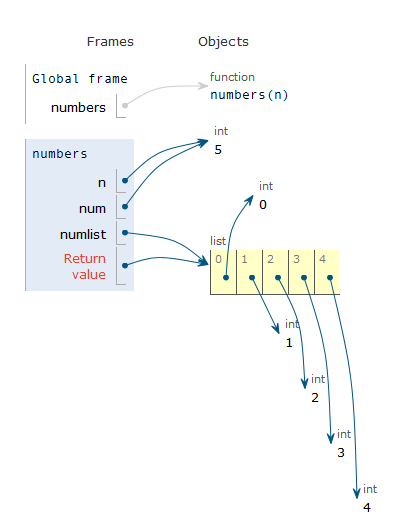 Frames Objects
Global frame
numbers
function
numbers(n)
numbers
n
num
numlist
Return
value
int
5
int
0
list
0 1 2 3 4
int
1
int
2
int
3
int
4